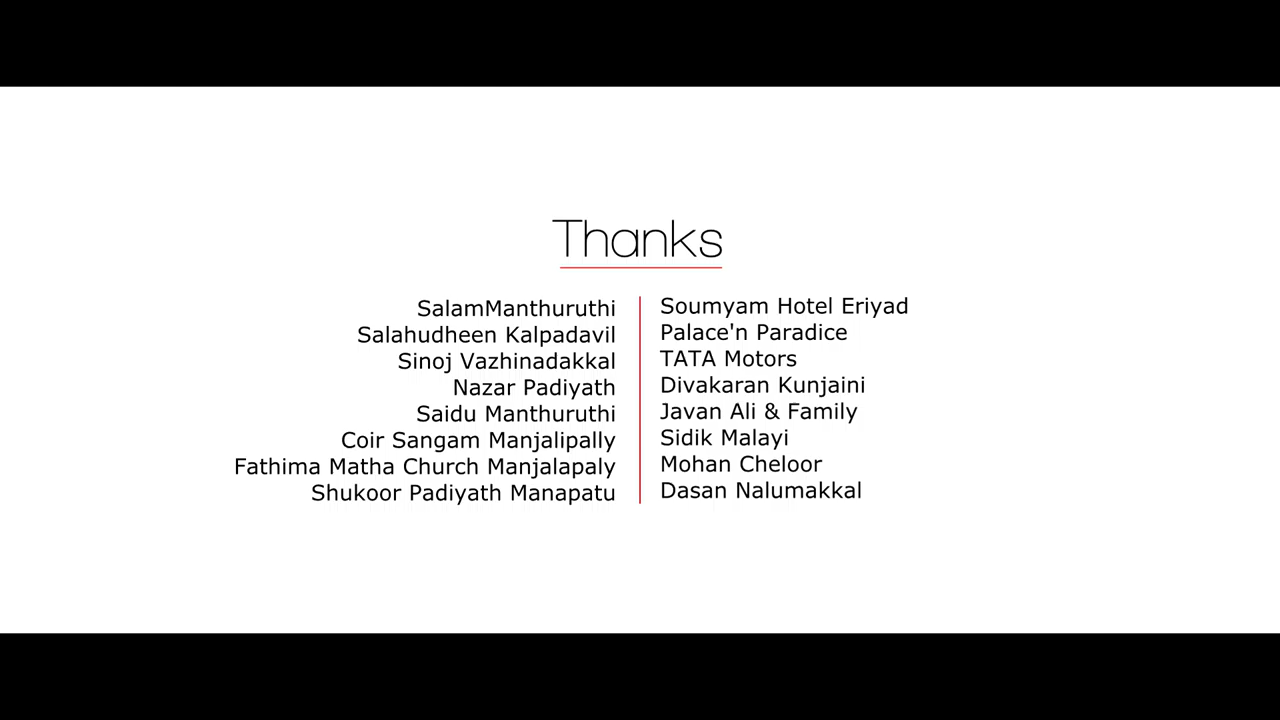 Thanks
SalamManthuruthi
Salahudheen Kalpadavil
Sinoj Vazhinadakkal
Nazar Padiyath
Saidu Manthuruthi
Coir Sangam Manjalipally
Fathima Matha Church Manjalapaly
Shukoor Padiyath Manapatu
Soumyam Hotel Eriyad
Palace'n Paradice
TATA Motors
Divakaran Kunjaini
Javan Ali & Family
Sidik Malayi
Mohan Cheloor
Dasan Nalumakkal